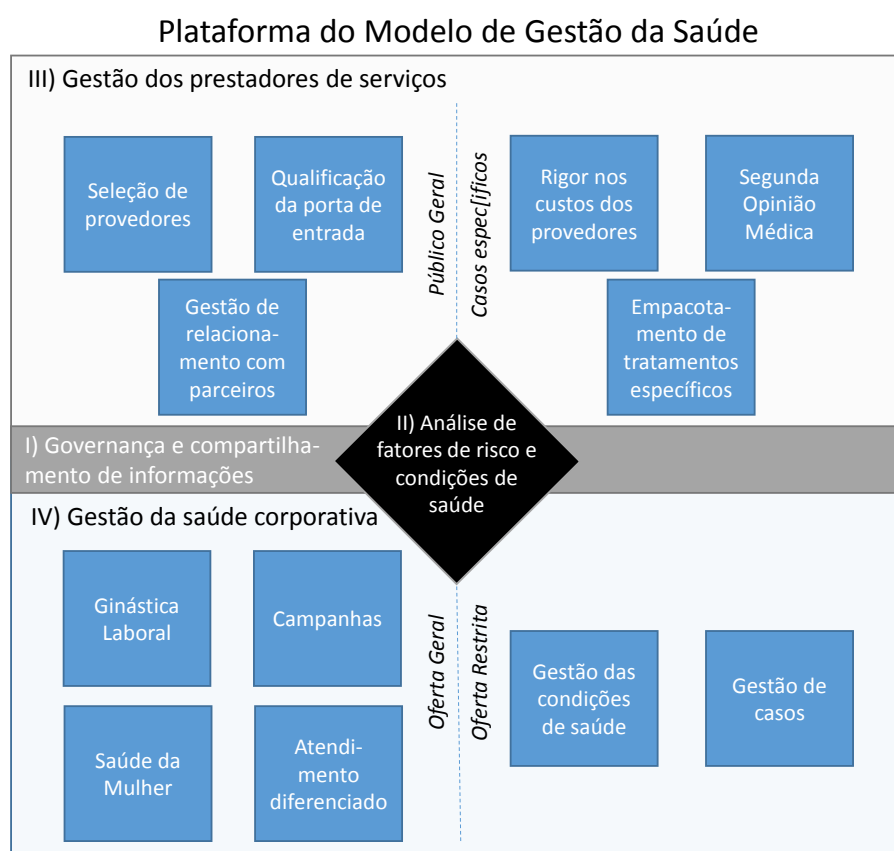 Plataforma do Modelo de Gestão da Saúde
III) Gestão dos prestadores de serviços
Seleção de
provedores
Qualificação
da porta de
entrada
Gestão de
relaciona-
mento com
parceiros
Público Geral
Casos espec[ificos
Rigor nos
custos dos
provedores
Segunda
Opinião
Médica
Empacota-
mento de
tratamentos
específicos
I) Governança e compartilha-
mento de informações
II) Análise de
fatores de risco e
condições de
saúde
IV) Gestão da saúde corporativa
Ginástica
Laboral
Campanhas
Saúde da
Mulher
Atendi-
mento
diferenciado
Oferta Geral
Oferta Restrita
Gestão das
condições
de saúde
Gestão de
casos